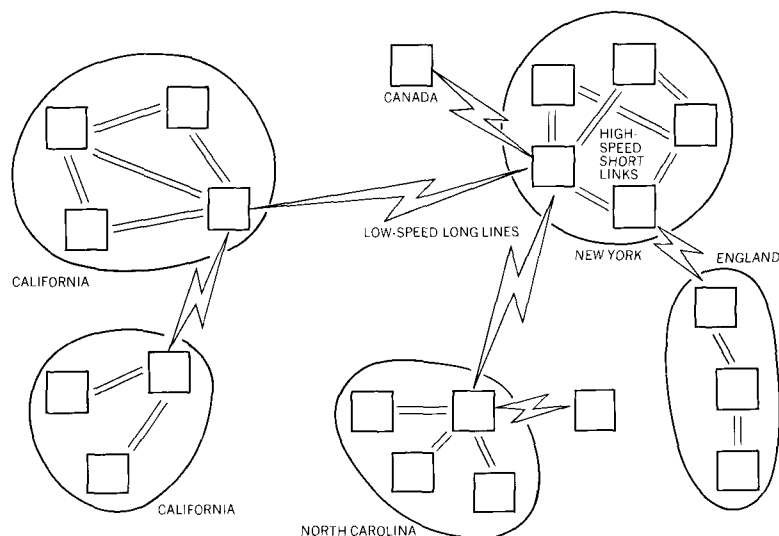 CANADA
HIGH-
SPEED
SHORT
LINKS
LOW-SPEED LONG LINES
NEW YORK
ENGLAND
CALIFORNIA
CALIFORNIA
NORTH CAROLINA